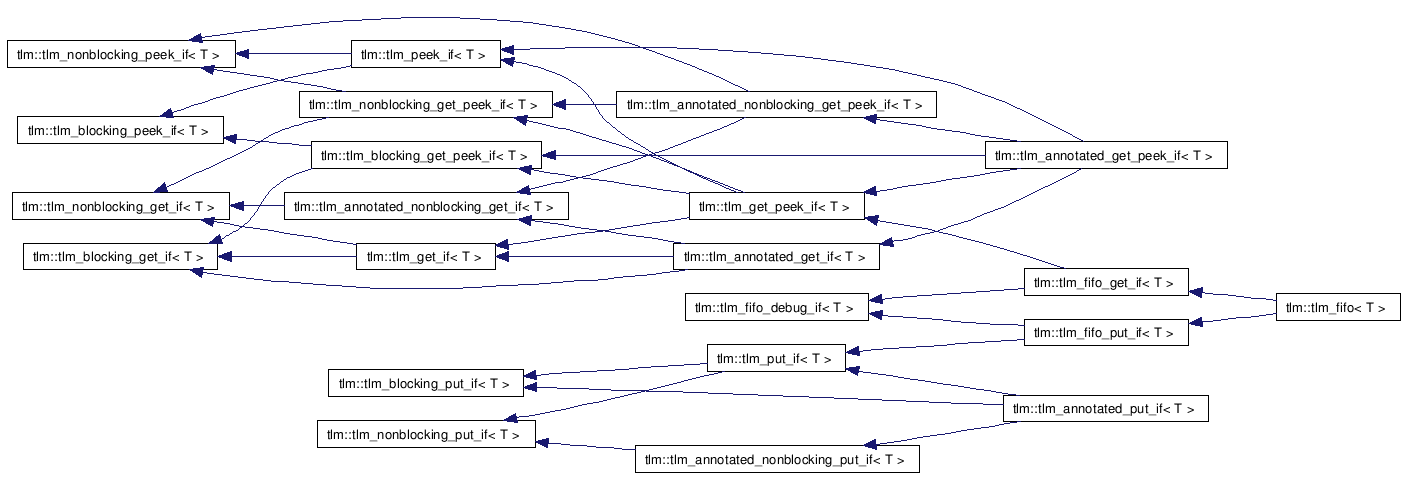 tlm::tlm_nonblocking_peek_if< T >
tlm::tlm_peek_if< T >
tlm::tlm_nonblocking_get_peek_if< T >
tlm::tlm_annotated_nonblocking_get_peek_if< T >
tlm::tlm_blocking_peek_if< T >
tlm::tlm_blocking_get_peek_if< T >
tlm::tlm_annotated_get_peek_if< T >
tlm::tlm_nonblocking_get_if< T >
tlm::tlm_annotated_nonblocking_get_if< T >
tlm::tlm_get_peek_if< T >
tlm::tlm_blocking_get_if< T >
tlm::tlm_get_if< T >
tlm::tlm_annotated_get_if< T >
tlm::tlm_fifo_get_if< T >
tlm::tlm_fifo_debug_if< T >
tlm::tlm_fifo< T >
tlm::tlm_fifo_put_if< T >
tlm::tlm_put_if< T >
tlm::tlm_blocking_put_if< T >
tlm::tlm_annotated_put_if< T >
tlm::tlm_nonblocking_put_if< T >
tlm::tlm_annotated_nonblocking_put_if< T >